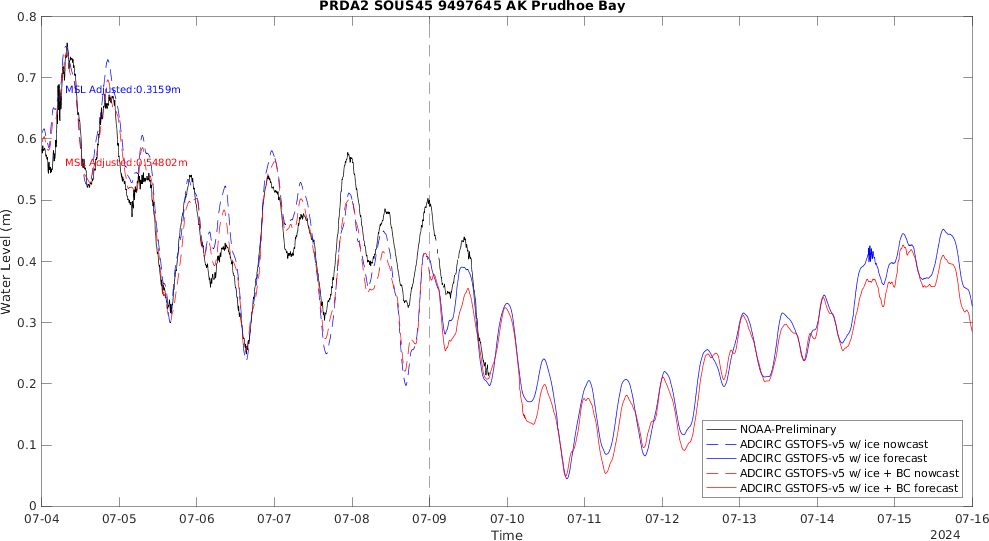 PRDA2 SOUS45 9497645 AK Prudhoe Bay
0.8
0.7
0.6
0.5
0.4
0.3
0.2
0.1
0
Water Level (m)
MSL Adjusted:0.3159m
MSL Adjusted:0.54802m
NOAA-Preliminary
ADCIRC GSTOFS-v5 w/ ice nowcast
ADCIRC GSTOFS-v5 w/ ice forecast
ADCIRC GSTOFS-v5 w/ ice + BC nowcast
ADCIRC GSTOFS-v5 w/ ice + BC forecast
07-04 07-05 07-06 07-07 07-08 07-09 07-10 07-11 07-12 07-13 07-14 07-15 07-16
Time
2024